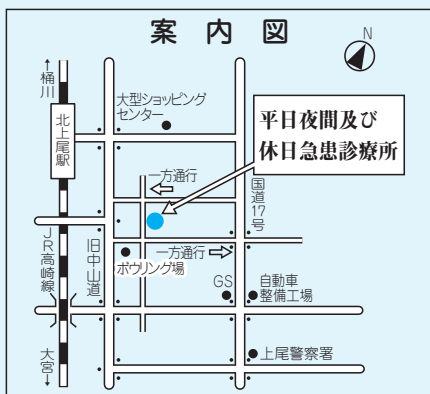 案内図
N
↑桶川
北上尾駅
大型ショッピング
センター
平日夜間及び
休日急患診療所
一方通行
国道17号
JR高崎線
旧中山道
ボウリング場
一方通行
GS
自動車
整備工場
大宮↓
上尾警察署